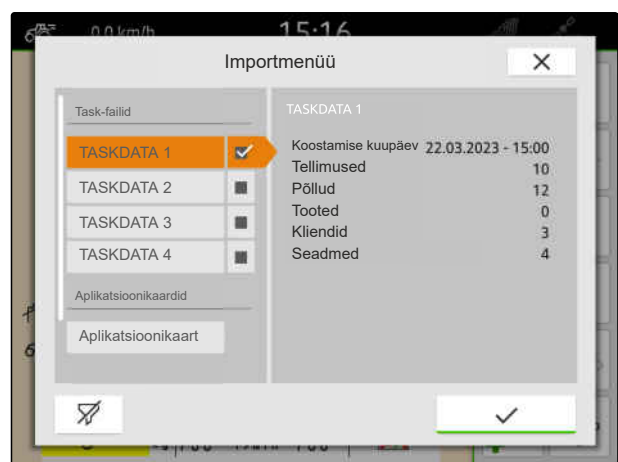 0.0 km/h
15:16
Importmenüü
Task-failid
TASKDATA 1
TASKDATA 2
TASKDATA 3
TASKDATA 4
Aplikatsioonikaardid
Aplikatsioonikaart
TASKDATA 1
Koostamise kuupäev 22.03.2023 - 15:00
Tellimused 10
Põllud 12
Tooted 0
Kliendid 3
Seadmed 4